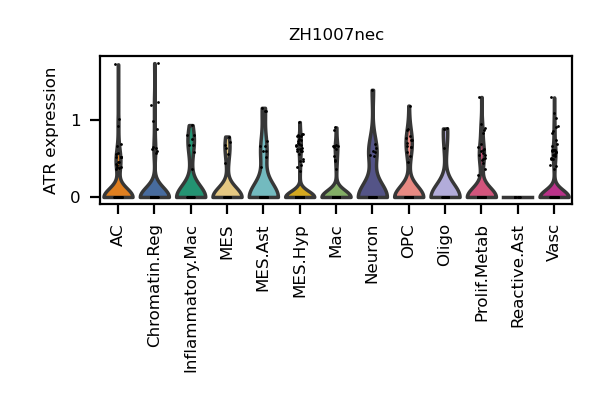 ZH1007nec
ATR expression
1
0
AC
Chromatin.Reg
Inflammatory.Mac
MES
MES.Ast
MES.Hyp
Mac
Neuron
OPC
Oligo
Prolif.Metab
Reactive.Ast
Vasc